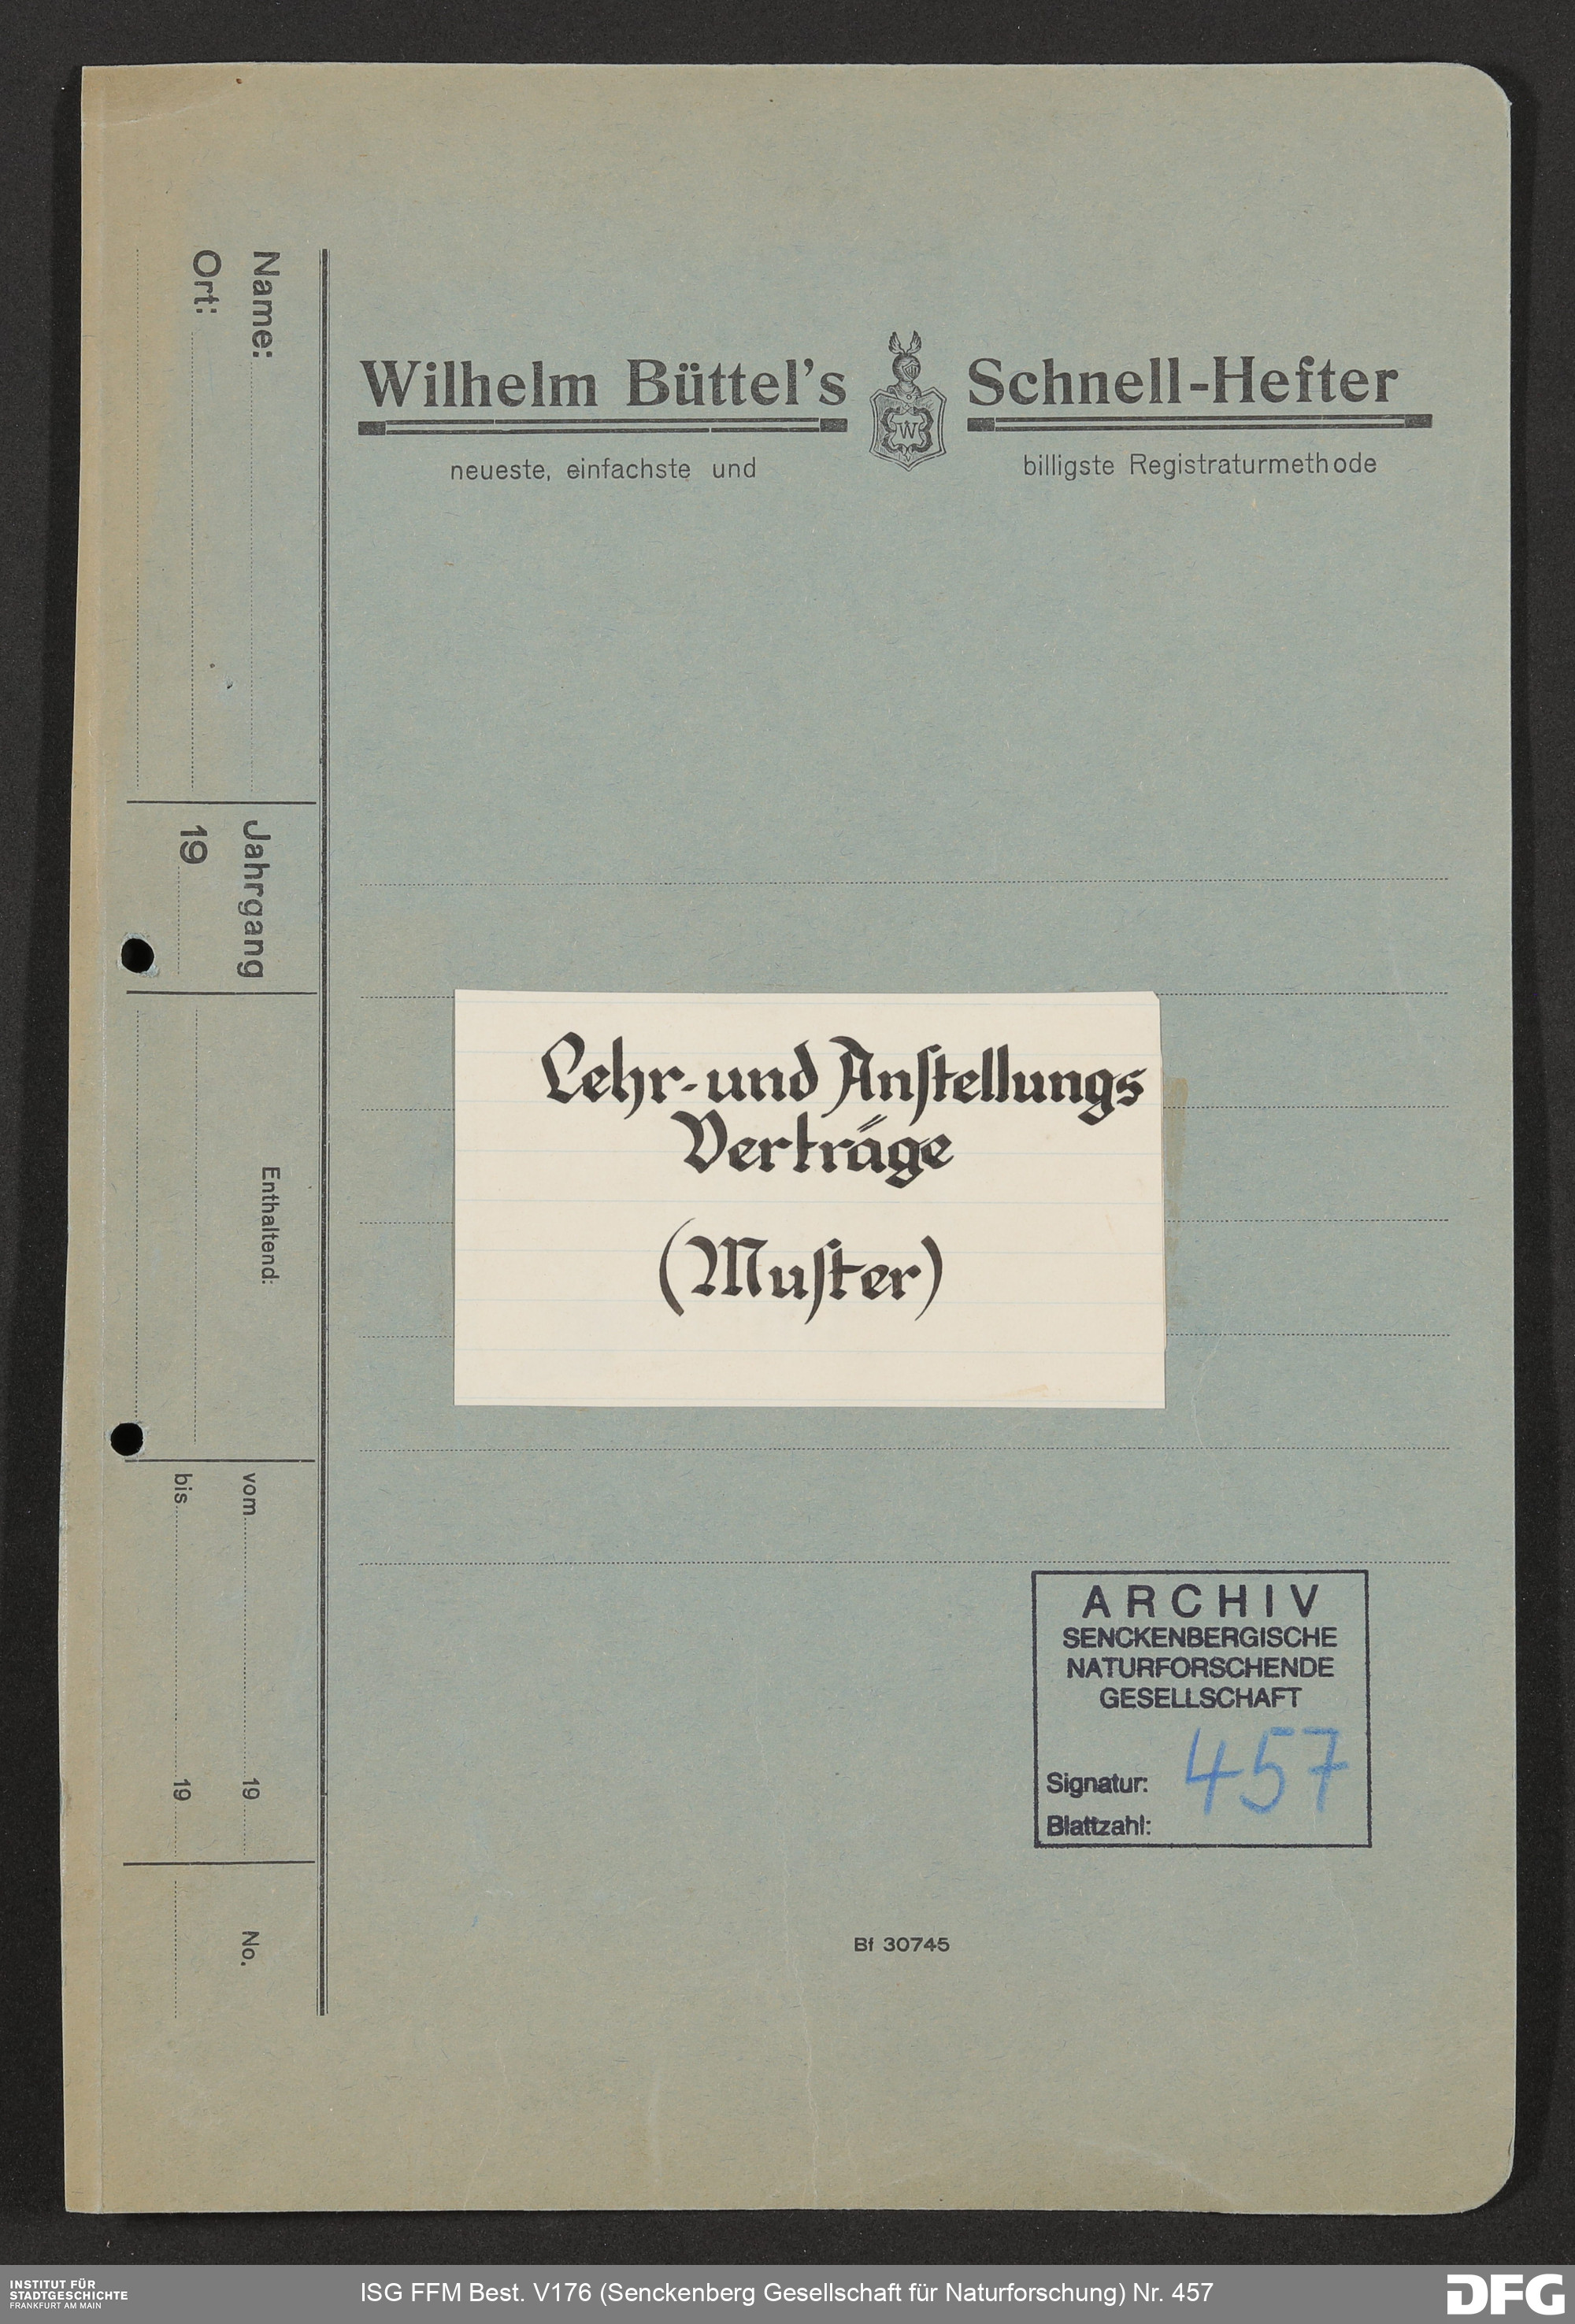 Wilhelm Büttel's Schnell-Hefter
neueste, einfachste und billigste Registraturmethode
Name:
Ort:
Jahrgang
19
Enthaltend:
vom 19
bis 19
No.
Lehr- und Anſtellungs
Verträge
(Muſter)
ARCHIV
SENCKENBERGISCHE
NATURFORSCHENDE
GESELLSCHAFT
Signatur: 457
Blattzahl:
Bf 30745
INSTITUT FÜR
STADTGESCHICHTE
FRANKFURT AM MAIN
ISG FFM Best. V176 (Senckenberg Gesellschaft für Naturforschung) Nr. 457
DFG